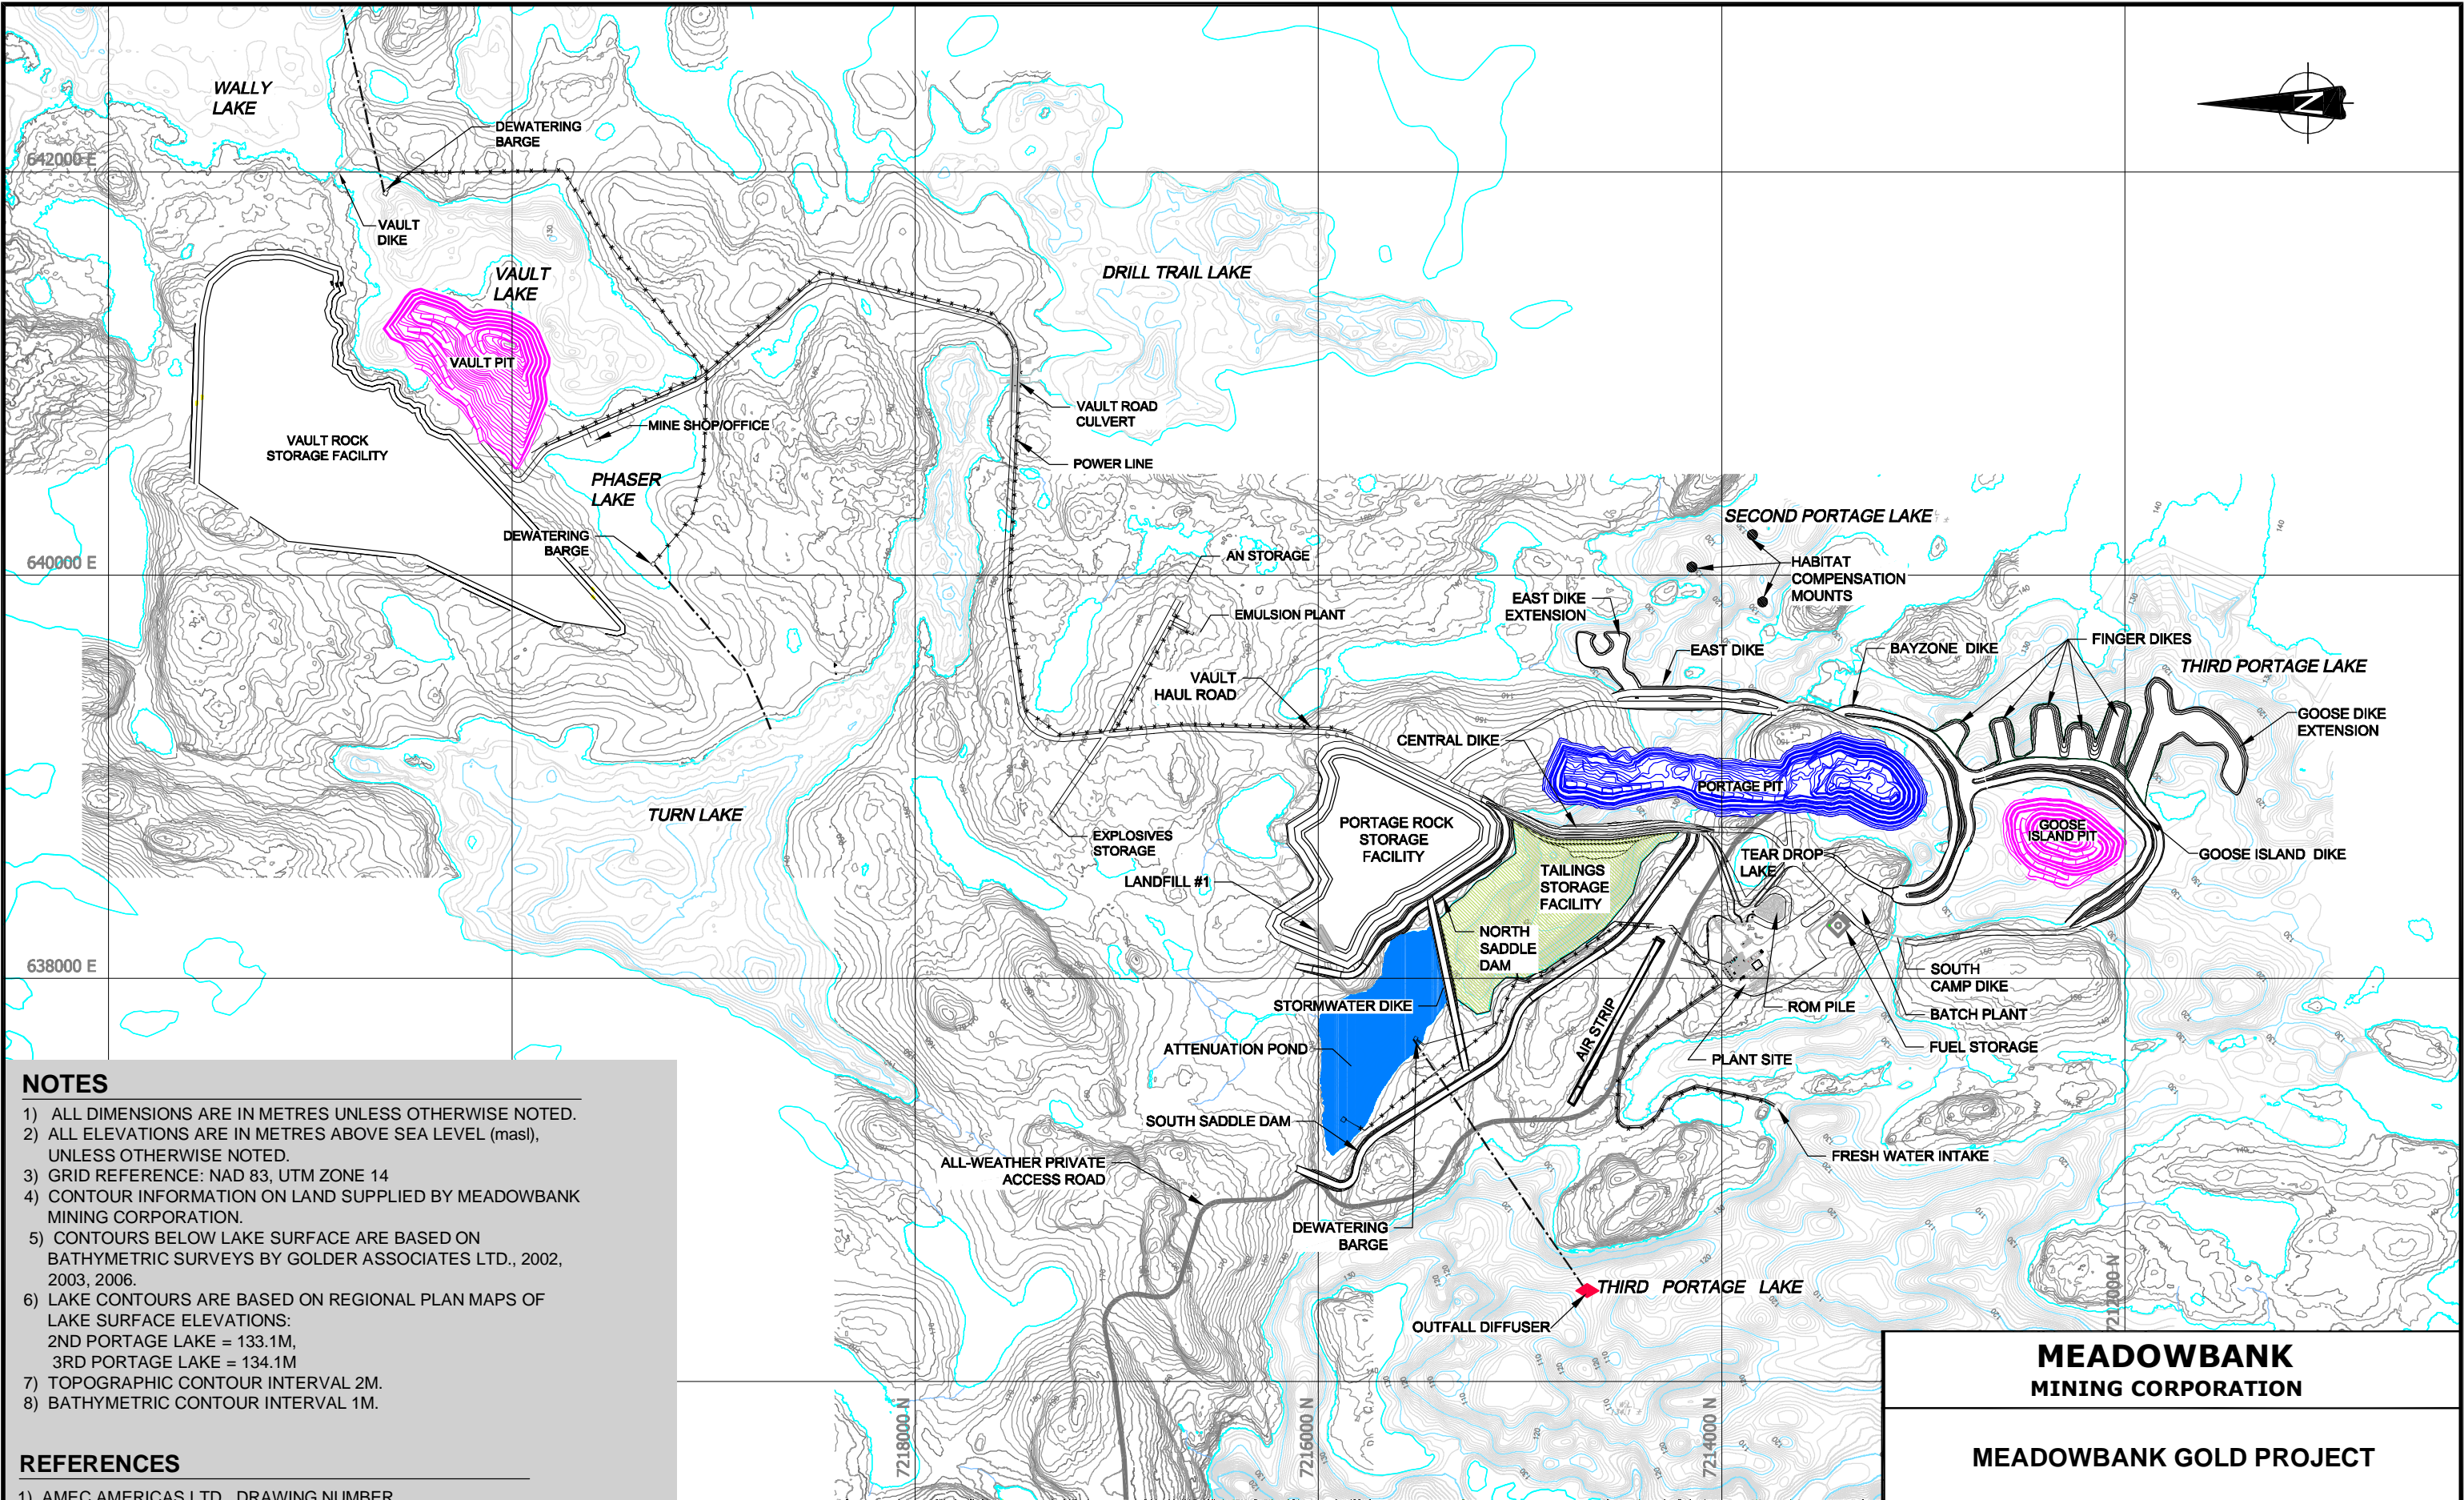 WALLY
LAKE
642000 E
DEWATERING
BARGE
VAULT
DIKE
VAULT
LAKE
VAULT PIT
DRILL TRAIL LAKE
N
VAULT ROCK
STORAGE FACILITY
MINE SHOP/OFFICE
VAULT ROAD
CULVERT
POWER LINE
PHASER
LAKE
DEWATERING
BARGE
640000 E
AN STORAGE
EMULSION PLANT
VAULT
HAUL ROAD
SECOND PORTAGE LAKE
HABITAT
COMPENSATION
MOUNTS
EAST DIKE
EXTENSION
EAST DIKE
BAYZONE DIKE
FINGER DIKES
THIRD PORTAGE LAKE
GOOSE DIKE
EXTENSION
CENTRAL DIKE
PORTAGE PIT
TURN LAKE
EXPLOSIVES
STORAGE
PORTAGE ROCK
STORAGE
FACILITY
GOOSE
ISLAND PIT
GOOSE ISLAND DIKE
TEAR DROP
LAKE
LANDFILL #1
TAILINGS
STORAGE
FACILITY
NORTH
SADDLE
DAM
638000 E
STORMWATER DIKE
SOUTH
CAMP DIKE
ROM PILE
BATCH PLANT
AIR STRIP
ATTENUATION POND
FUEL STORAGE
PLANT SITE
SOUTH SADDLE DAM
ALL-WEATHER PRIVATE
ACCESS ROAD
FRESH WATER INTAKE
DEWATERING
BARGE
THIRD PORTAGE LAKE
OUTFALL DIFFUSER
7218000 N
7216000 N
7214000 N
7212000 N
NOTES
1) ALL DIMENSIONS ARE IN METRES UNLESS OTHERWISE NOTED.
2) ALL ELEVATIONS ARE IN METRES ABOVE SEA LEVEL (masl),
UNLESS OTHERWISE NOTED.
3) GRID REFERENCE: NAD 83, UTM ZONE 14
4) CONTOUR INFORMATION ON LAND SUPPLIED BY MEADOWBANK
MINING CORPORATION.
5) CONTOURS BELOW LAKE SURFACE ARE BASED ON
BATHYMETRIC SURVEYS BY GOLDER ASSOCIATES LTD., 2002,
2003, 2006.
6) LAKE CONTOURS ARE BASED ON REGIONAL PLAN MAPS OF
LAKE SURFACE ELEVATIONS:
2ND PORTAGE LAKE = 133.1M,
3RD PORTAGE LAKE = 134.1M
7) TOPOGRAPHIC CONTOUR INTERVAL 2M.
8) BATHYMETRIC CONTOUR INTERVAL 1M.
REFERENCES
1) AMEC AMERICAS LTD., DRAWING NUMBER
MEADOWBANK
MINING CORPORATION
MEADOWBANK GOLD PROJECT